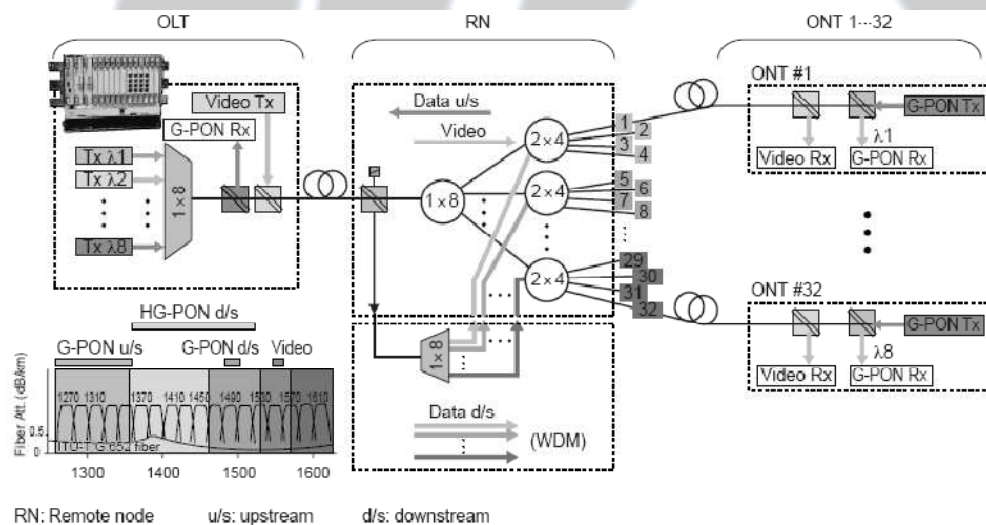 OLT
RN
ONT 1---32
Video Tx
G-PON Rx
Tx λ1
Tx λ2
Tx λ8
1 × 8
Data u/s
Video
1 × 8
2 × 4
2 × 4
2 × 4
1
2
3
4
5
6
7
8
29
30
31
32
1 × 8
Data d/s
(WDM)
ONT #1
G-PON Tx
λ1
Video Rx
G-PON Rx
ONT #32
G-PON Tx
λ8
Video Rx
G-PON Rx
HG-PON d/s
G-PON u/s
G-PON d/s
Video
1270 1310 1370 1410 1450 1490 1530 1570 1610
Fiber Att. (dB/km)
0.5
0
ITU-T G.652 fiber
1300 1400 1500 1600
RN: Remote node u/s: upstream d/s: downstream